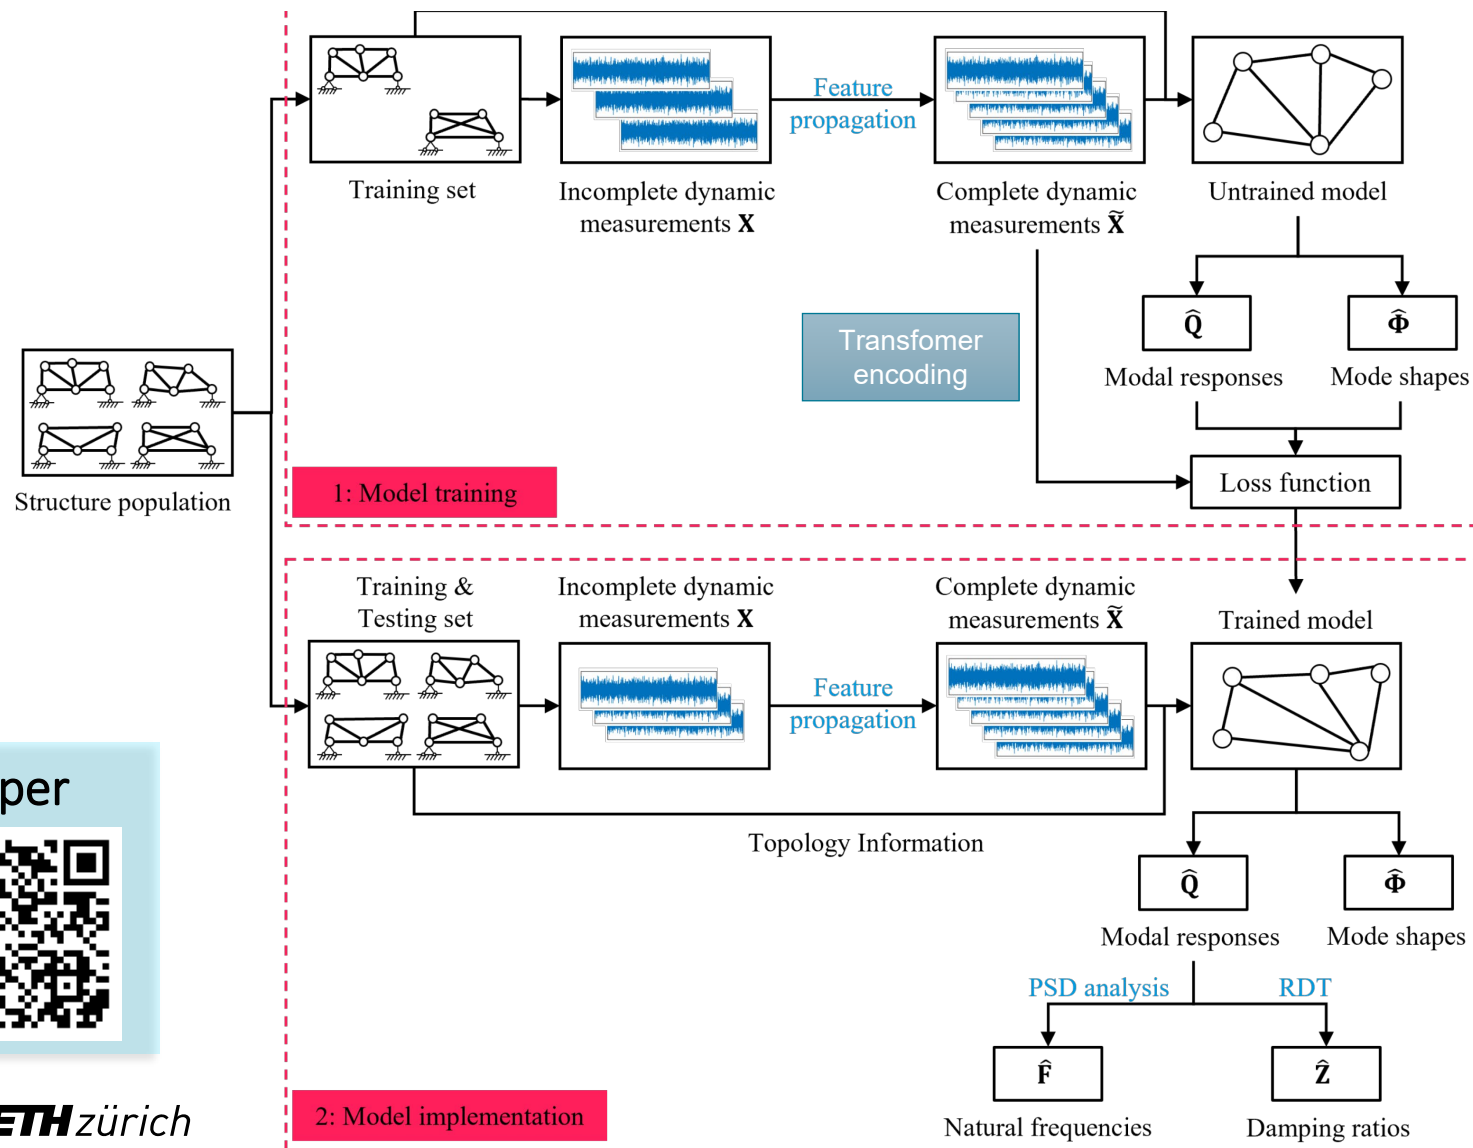 Training set
Incomplete dynamic
measurements X
Feature
propagation
Complete dynamic
measurements X̃
Untrained model
Q̂
Φ̂
Modal responses
Mode shapes
Transfomer
encoding
Loss function
1: Model training
Structure population
Training &
Testing set
Incomplete dynamic
measurements X
Feature
propagation
Complete dynamic
measurements X̃
Trained model
Topology Information
Q̂
Φ̂
Modal responses
Mode shapes
PSD analysis
RDT
F̂
Ẑ
Natural frequencies
Damping ratios
2: Model implementation
per
ETH zürich